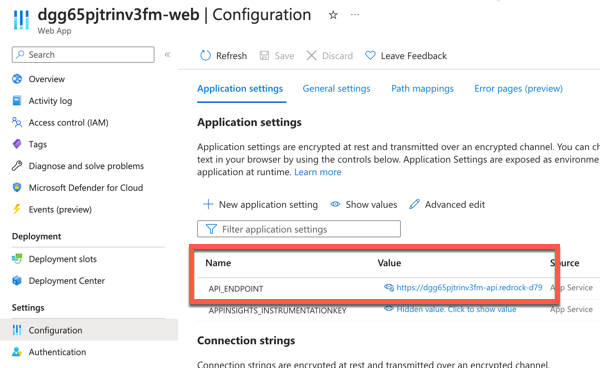 dgg65pjtrinv3fm-web | Configuration
Web App
Search
Overview
Activity log
Access control (IAM)
Tags
Diagnose and solve problems
Microsoft Defender for Cloud
Events (preview)
Deployment
Deployment slots
Deployment Center
Settings
Configuration
Authentication
Refresh Save Discard Leave Feedback
Application settings General settings Path mappings Error pages (preview)
Application settings
Application settings are encrypted at rest and transmitted over an encrypted channel. You can ch
text in your browser by using the controls below. Application Settings are exposed as environme
application at runtime. Learn more
New application setting Show values Advanced edit
Filter application settings
Name Value Source
API_ENDPOINT https://dgg65pjtrinv3fm-api.redrock-d79 App Service
APPINSIGHTS_INSTRUMENTATIONKEY Hidden value. Click to show value App Service
Connection strings
Connection strings are encrypted at rest and transmitted over an encrypted channel.